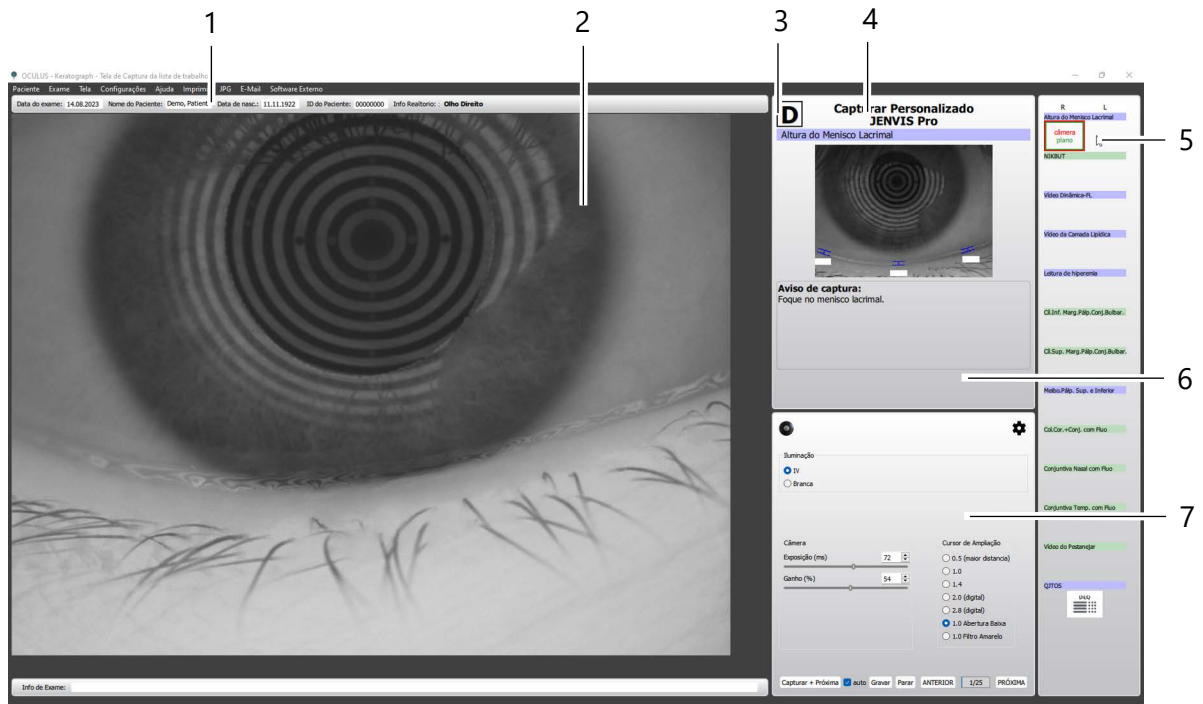 1 2 3 4
OCULUS - Keratograph - Tela de Captura da lista de trabalho
Paciente Exame Tela Configurações Ajuda Imprimir JPG E-Mail Software Externo
Data do exame: 14.08.2023 Nome do Paciente: Demo, Patient Data de nasc.: 11.11.1922 ID do Paciente: 00000000 Info Realtorio: : Olho Direito
D
Capturar Personalizado
JENVIS Pro
Altura do Menisco Lacrimal
Aviso de captura:
Foque no menisco lacrimal.
Iluminação
IV
Branca
Câmera
Exposição (ms) 72
Ganho (%) 54
Cursor de Ampliação
0.5 (maior distancia)
1.0
1.4
2.0 (digital)
2.8 (digital)
1.0 Abertura Baixa
1.0 Filtro Amarelo
Capturar + Próxima auto Gravar Parar ANTERIOR 1/25 PRÓXIMA
R L
Altura do Menisco Lacrimal
câmera
plano
5
NIKBUT
Vídeo Dinâmica-FL
Vídeo da Camada Lipídica
Leitura de hiperemia
Cíl.Inf. Marg.Pálp.Conj.Bulbar.
Cíl.Sup. Marg.Pálp.Conj.Bulbar.
6
Meibo.Pálp. Sup. e Inferior
Col.Cor.+Conj. com Fluo
Conjuntiva Nasal com Fluo
Conjuntiva Temp. com Fluo
7
Vídeo do Pestanejar
QJTOS
Info de Exame: